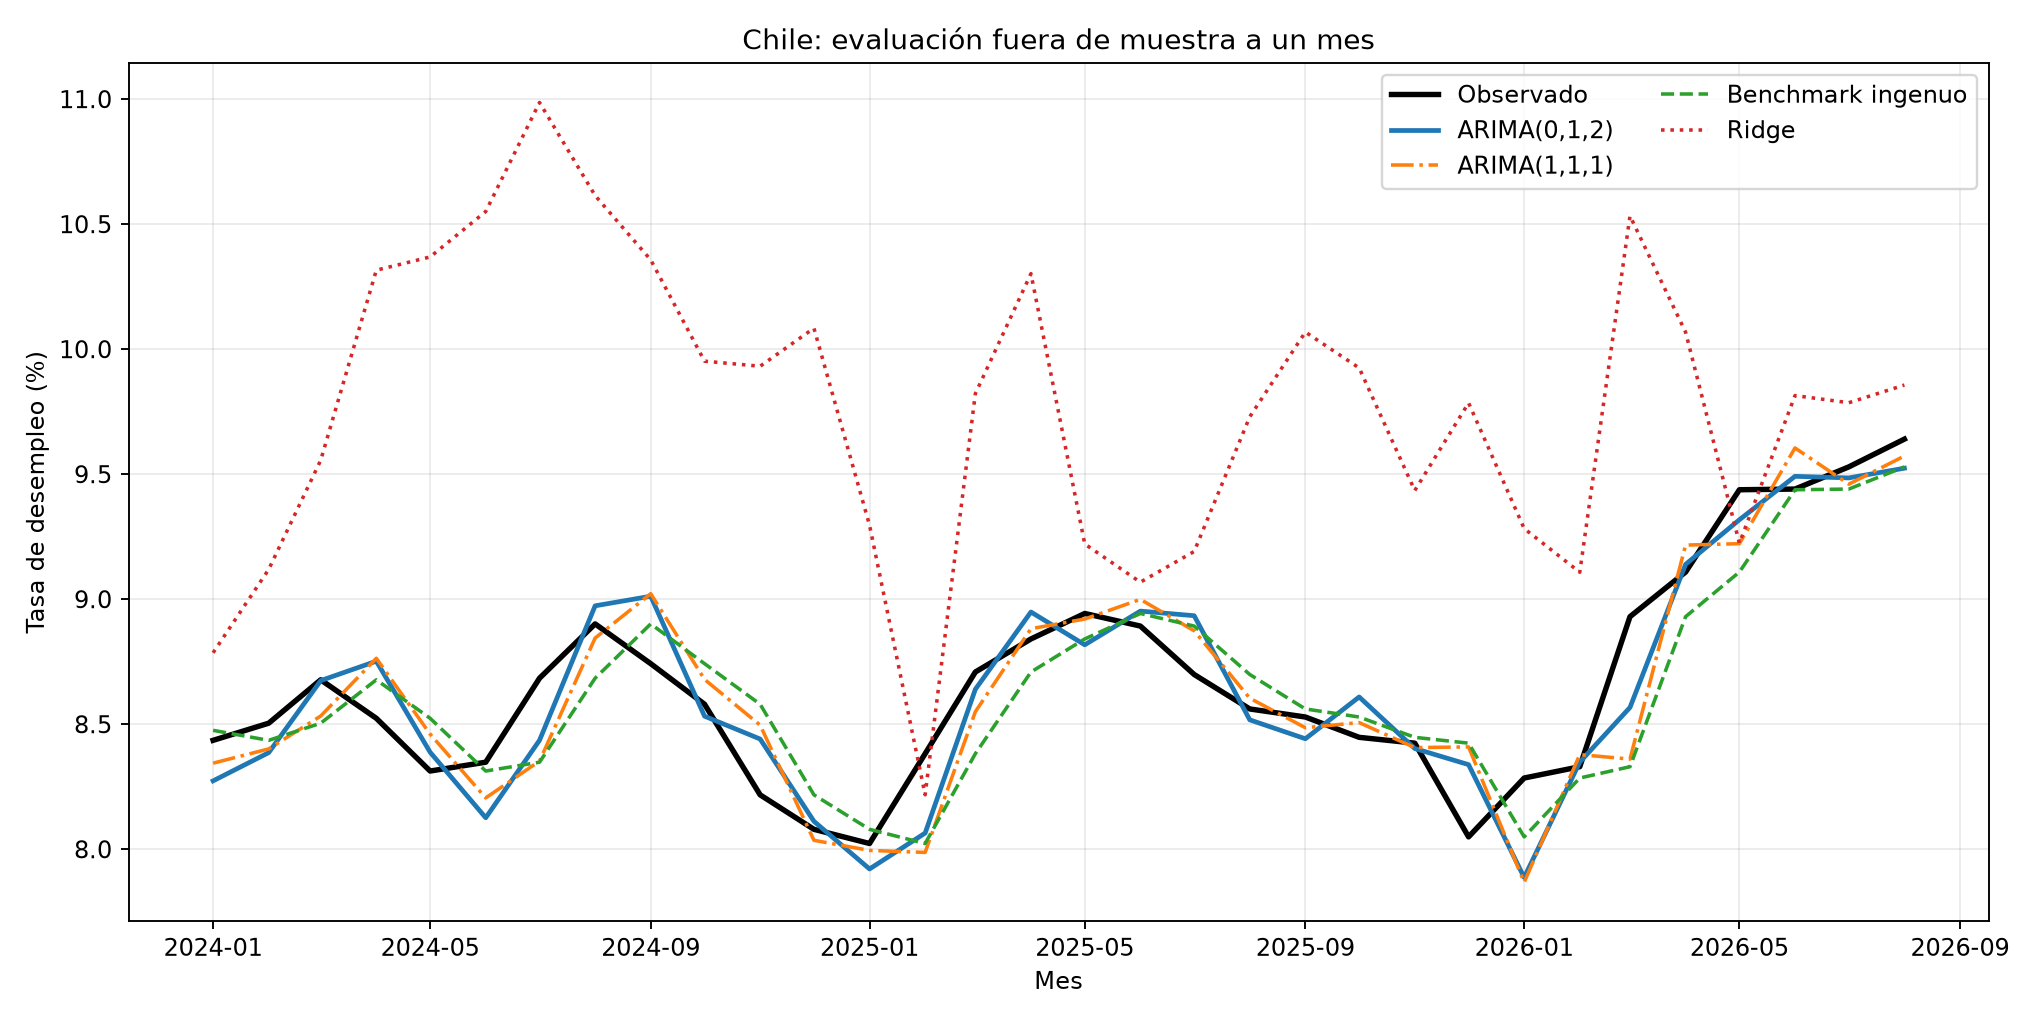 Chile: evaluación fuera de muestra a un mes
Observado
ARIMA(0,1,2)
ARIMA(1,1,1)
Benchmark ingenuo
Ridge
Tasa de desempleo (%)
11.0
10.5
10.0
9.5
9.0
8.5
8.0
2024-01 2024-05 2024-09 2025-01 2025-05 2025-09 2026-01 2026-05 2026-09
Mes